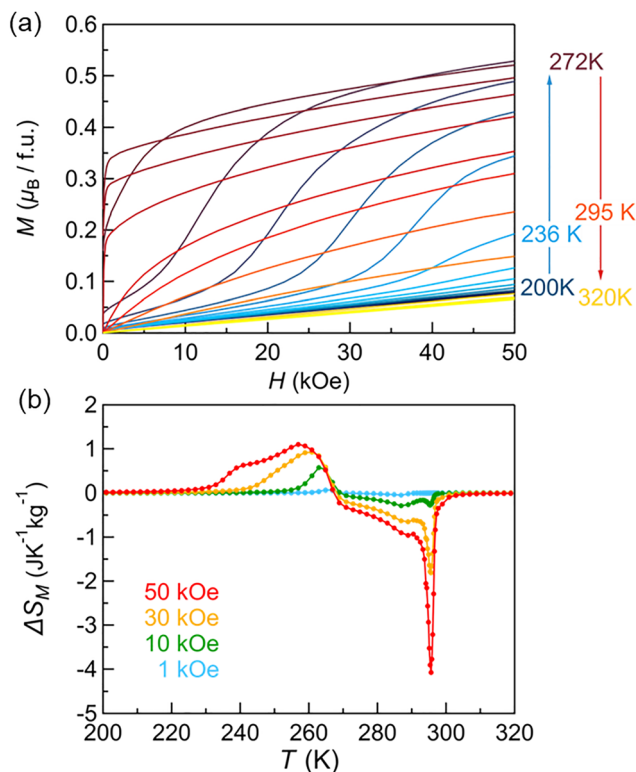 (a)
0.6
0.5
0.4
0.3
0.2
0.1
0.0
M (μB / f.u.)
0 10 20 30 40 50
H (kOe)
272K
295 K
236 K
200K
320K
(b)
2
1
0
-1
-2
-3
-4
-5
ΔSM (JK⁻¹kg⁻¹)
50 kOe
30 kOe
10 kOe
1 kOe
200 220 240 260 280 300 320
T (K)